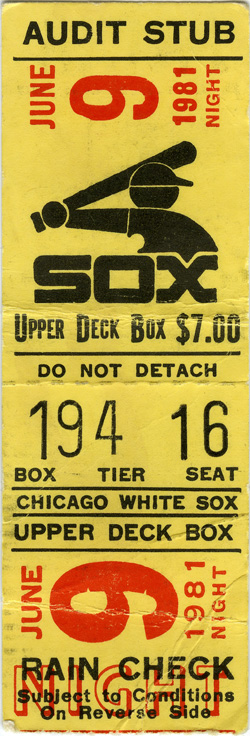 AUDIT STUB
JUNE 9 1981 NIGHT
SOX
UPPER DECK BOX $7.00
DO NOT DETACH
194 16
BOX TIER SEAT
CHICAGO WHITE SOX
UPPER DECK BOX
JUNE 9 1981 NIGHT
NIGHT
RAIN CHECK
Subject to Conditions
On Reverse Side